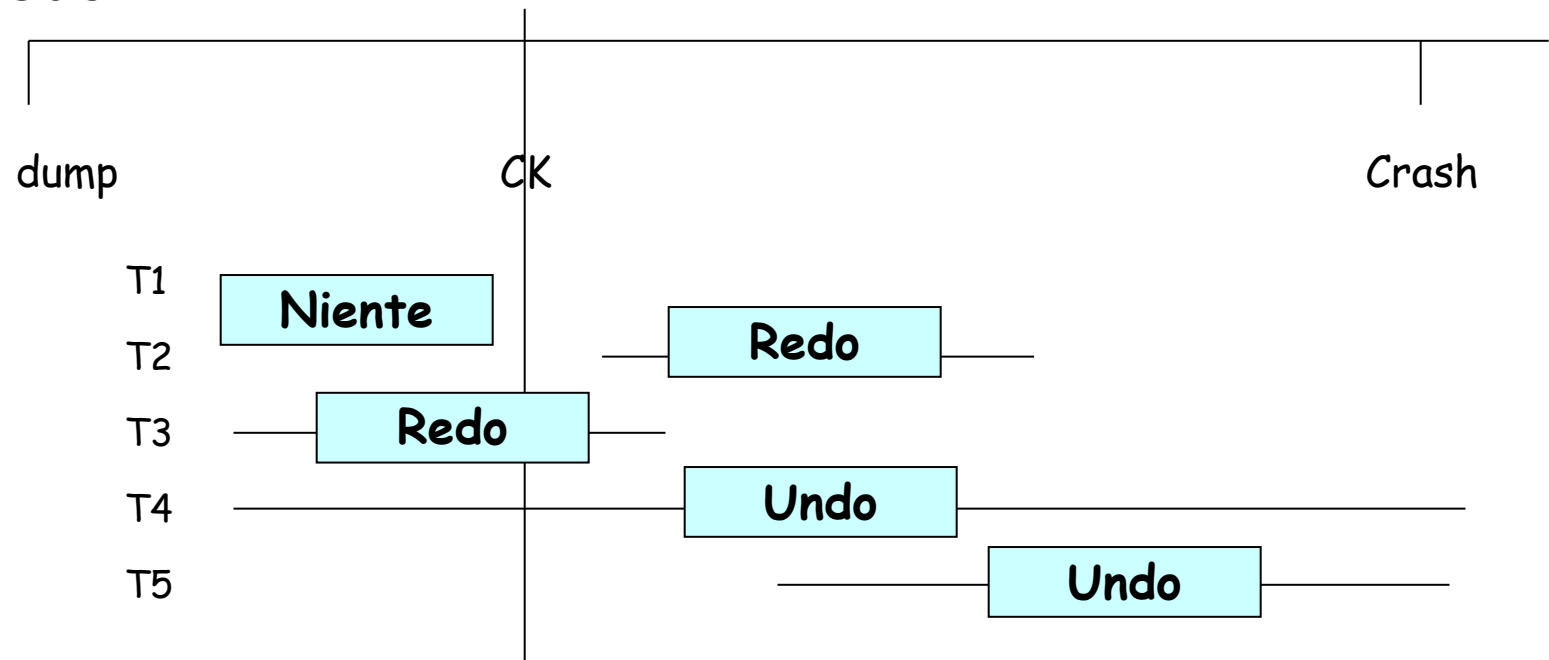 dump CK Crash
T1
Niente
T2 Redo
T3 Redo
T4 Undo
T5 Undo